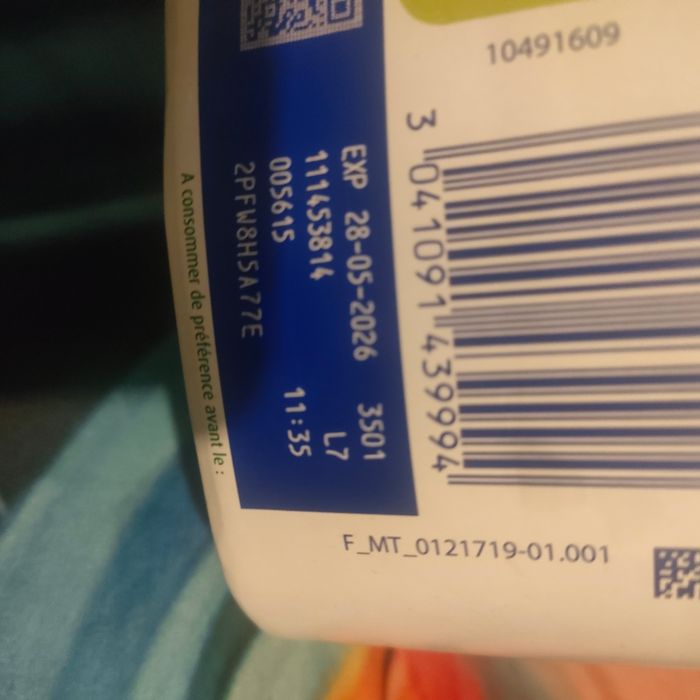 10491609
3 041091 439994
EXP 28-05-2026 3501
111453814 L7
005615 11:35
2PFW8H5A77E
A consommer de préférence avant le :
F_MT_0121719-01.001